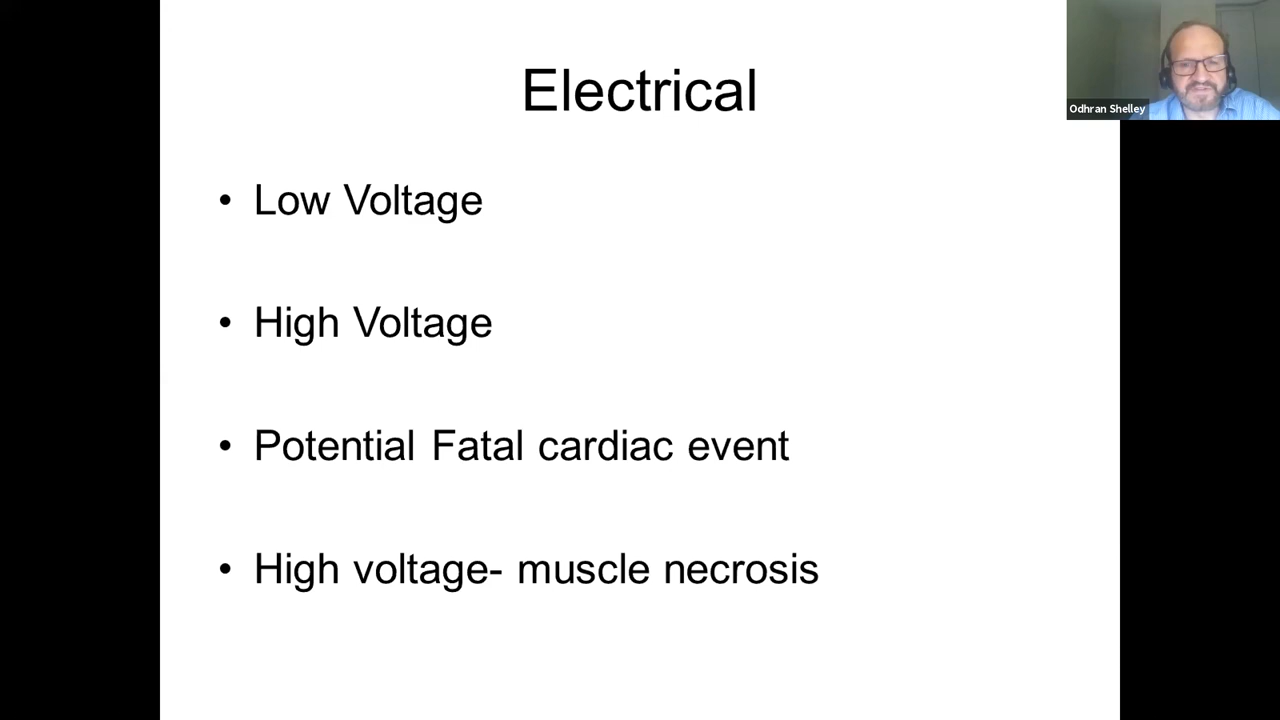 Electrical
Odhran Shelley
• Low Voltage
• High Voltage
• Potential Fatal cardiac event
• High voltage- muscle necrosis